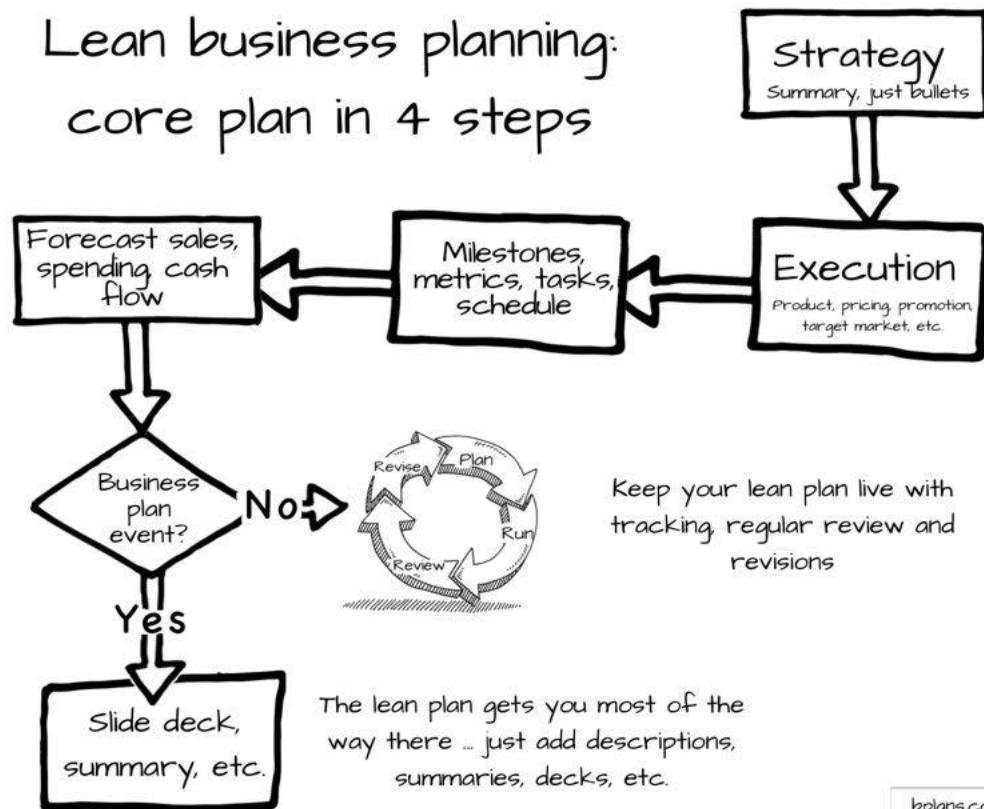 Lean business planning:
core plan in 4 steps
Strategy
Summary, just bullets
Execution
Product, pricing, promotion,
target market, etc.
Milestones,
metrics, tasks,
schedule
Forecast sales,
spending, cash
flow
Business
plan
event?
No
Revise
Plan
Run
Review
Keep your lean plan live with
tracking, regular review and
revisions
Yes
Slide deck,
summary, etc.
The lean plan gets you most of the
way there ... just add descriptions,
summaries, decks, etc.